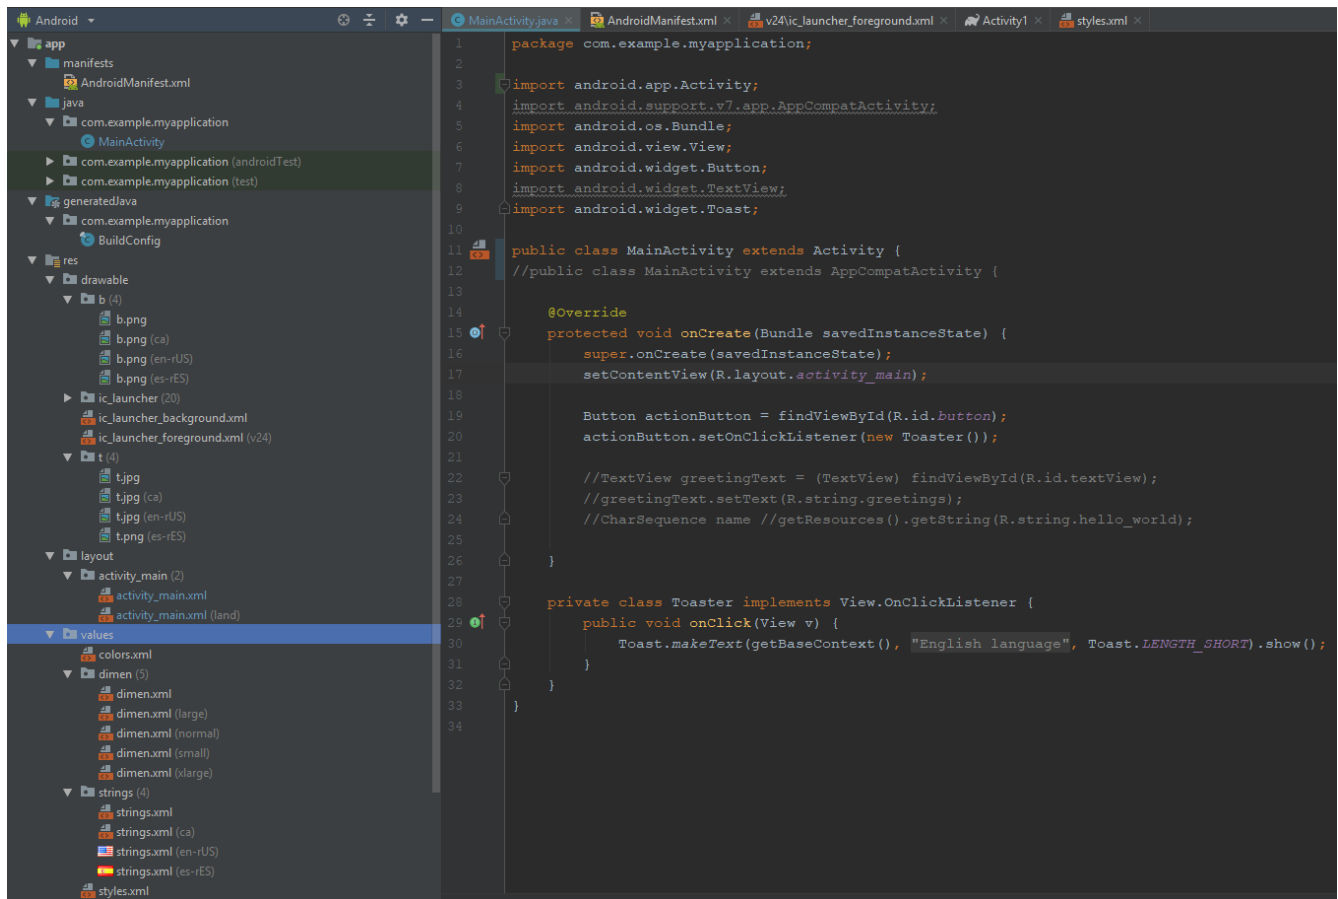 Android
MainActivity.java × AndroidManifest.xml × v24\ic_launcher_foreground.xml × Activity1 × styles.xml ×
app
manifests
AndroidManifest.xml
java
com.example.myapplication
MainActivity
com.example.myapplication (androidTest)
com.example.myapplication (test)
generatedJava
com.example.myapplication
BuildConfig
res
drawable
b (4)
b.png
b.png (ca)
b.png (en-rUS)
b.png (es-rES)
ic_launcher (20)
ic_launcher_background.xml
ic_launcher_foreground.xml (v24)
t (4)
t.jpg
t.jpg (ca)
t.jpg (en-rUS)
t.png (es-rES)
layout
activity_main (2)
activity_main.xml
activity_main.xml (land)
values
colors.xml
dimen (5)
dimen.xml
dimen.xml (large)
dimen.xml (normal)
dimen.xml (small)
dimen.xml (xlarge)
strings (4)
strings.xml
strings.xml (ca)
strings.xml (en-rUS)
strings.xml (es-rES)
styles.xml
1 package com.example.myapplication;
2
3 import android.app.Activity;
4 import android.support.v7.app.AppCompatActivity;
5 import android.os.Bundle;
6 import android.view.View;
7 import android.widget.Button;
8 import android.widget.TextView;
9 import android.widget.Toast;
10
11 public class MainActivity extends Activity {
12 //public class MainActivity extends AppCompatActivity {
13
14 @Override
15 protected void onCreate(Bundle savedInstanceState) {
16 super.onCreate(savedInstanceState);
17 setContentView(R.layout.activity_main);
18
19 Button actionButton = findViewById(R.id.button);
20 actionButton.setOnClickListener(new Toaster());
21
22 //TextView greetingText = (TextView) findViewById(R.id.textView);
23 //greetingText.setText(R.string.greetings);
24 //CharSequence name //getResources().getString(R.string.hello_world);
25
26 }
27
28 private class Toaster implements View.OnClickListener {
29 public void onClick(View v) {
30 Toast.makeText(getBaseContext(), "English language", Toast.LENGTH_SHORT).show();
31 }
32 }
33 }
34